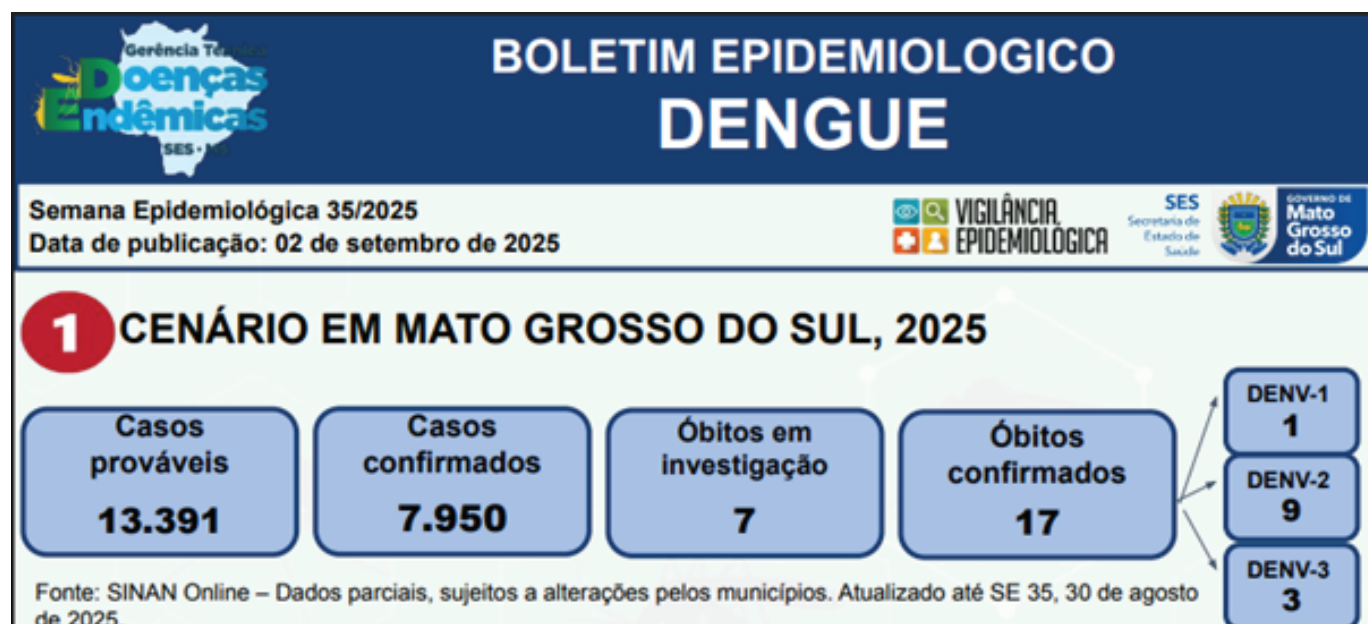 Gerência Técnica
Doenças
Endêmicas
SES - MS
BOLETIM EPIDEMIOLOGICO
DENGUE
Semana Epidemiológica 35/2025
Data de publicação: 02 de setembro de 2025
VIGILÂNCIA
EPIDEMIOLÓGICA
SES
Secretaria de
Estado de
Saúde
GOVERNO DE
Mato
Grosso
do Sul
1 CENÁRIO EM MATO GROSSO DO SUL, 2025
Casos
prováveis
13.391
Casos
confirmados
7.950
Óbitos em
investigação
7
Óbitos
confirmados
17
DENV-1
1
DENV-2
9
DENV-3
3
Fonte: SINAN Online – Dados parciais, sujeitos a alterações pelos municípios. Atualizado até SE 35, 30 de agosto
de 2025